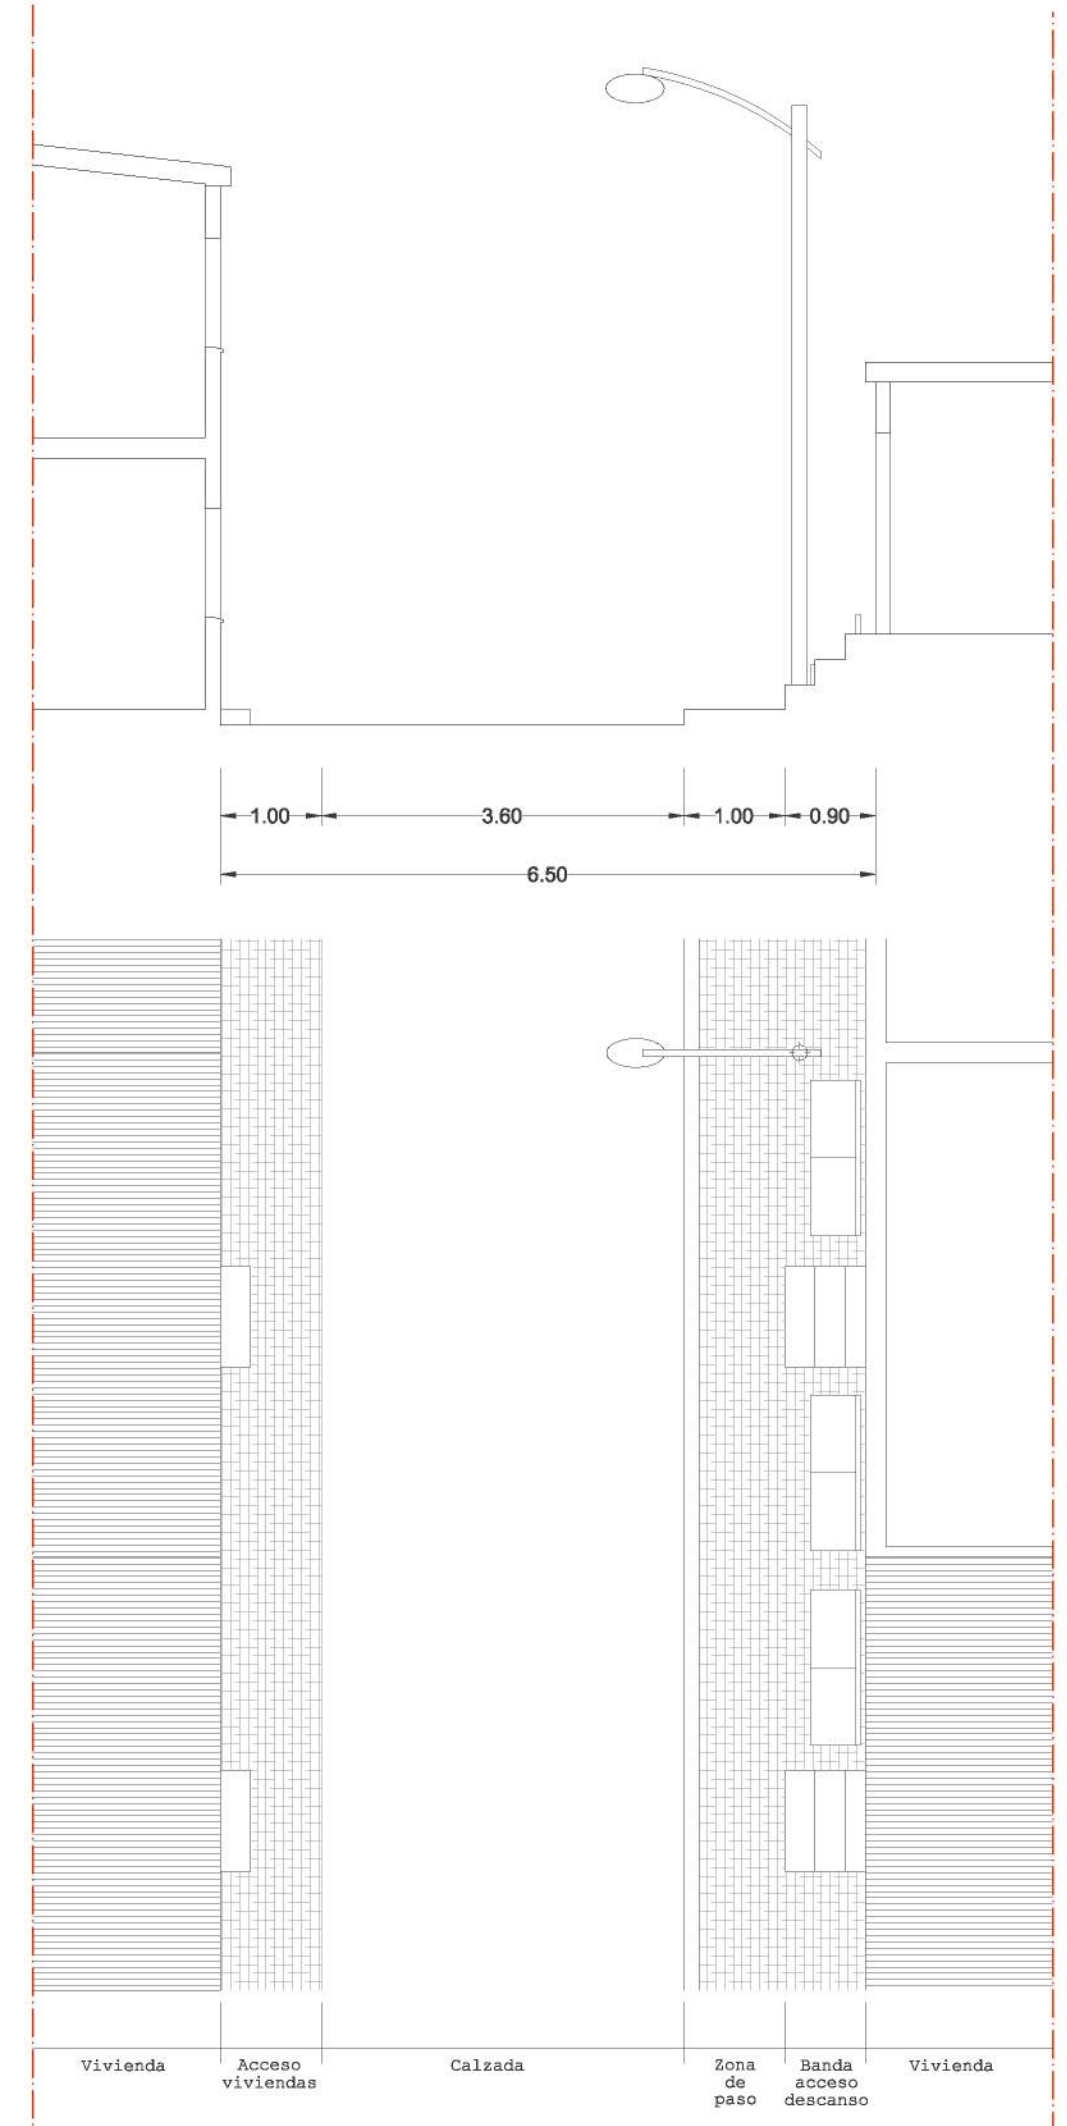 1.00 3.60 1.00 0.90
6.50
Vivienda Acceso Calzada Zona Banda Vivienda
viviendas de acceso
paso descanso